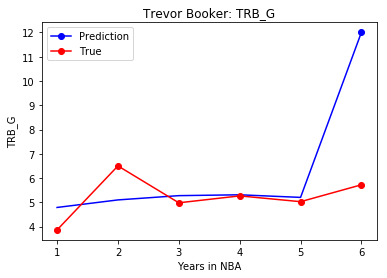 Trevor Booker: TRB_G
Prediction
True
12
11
10
9
8
7
6
5
4
TRB_G
1 2 3 4 5 6
Years in NBA